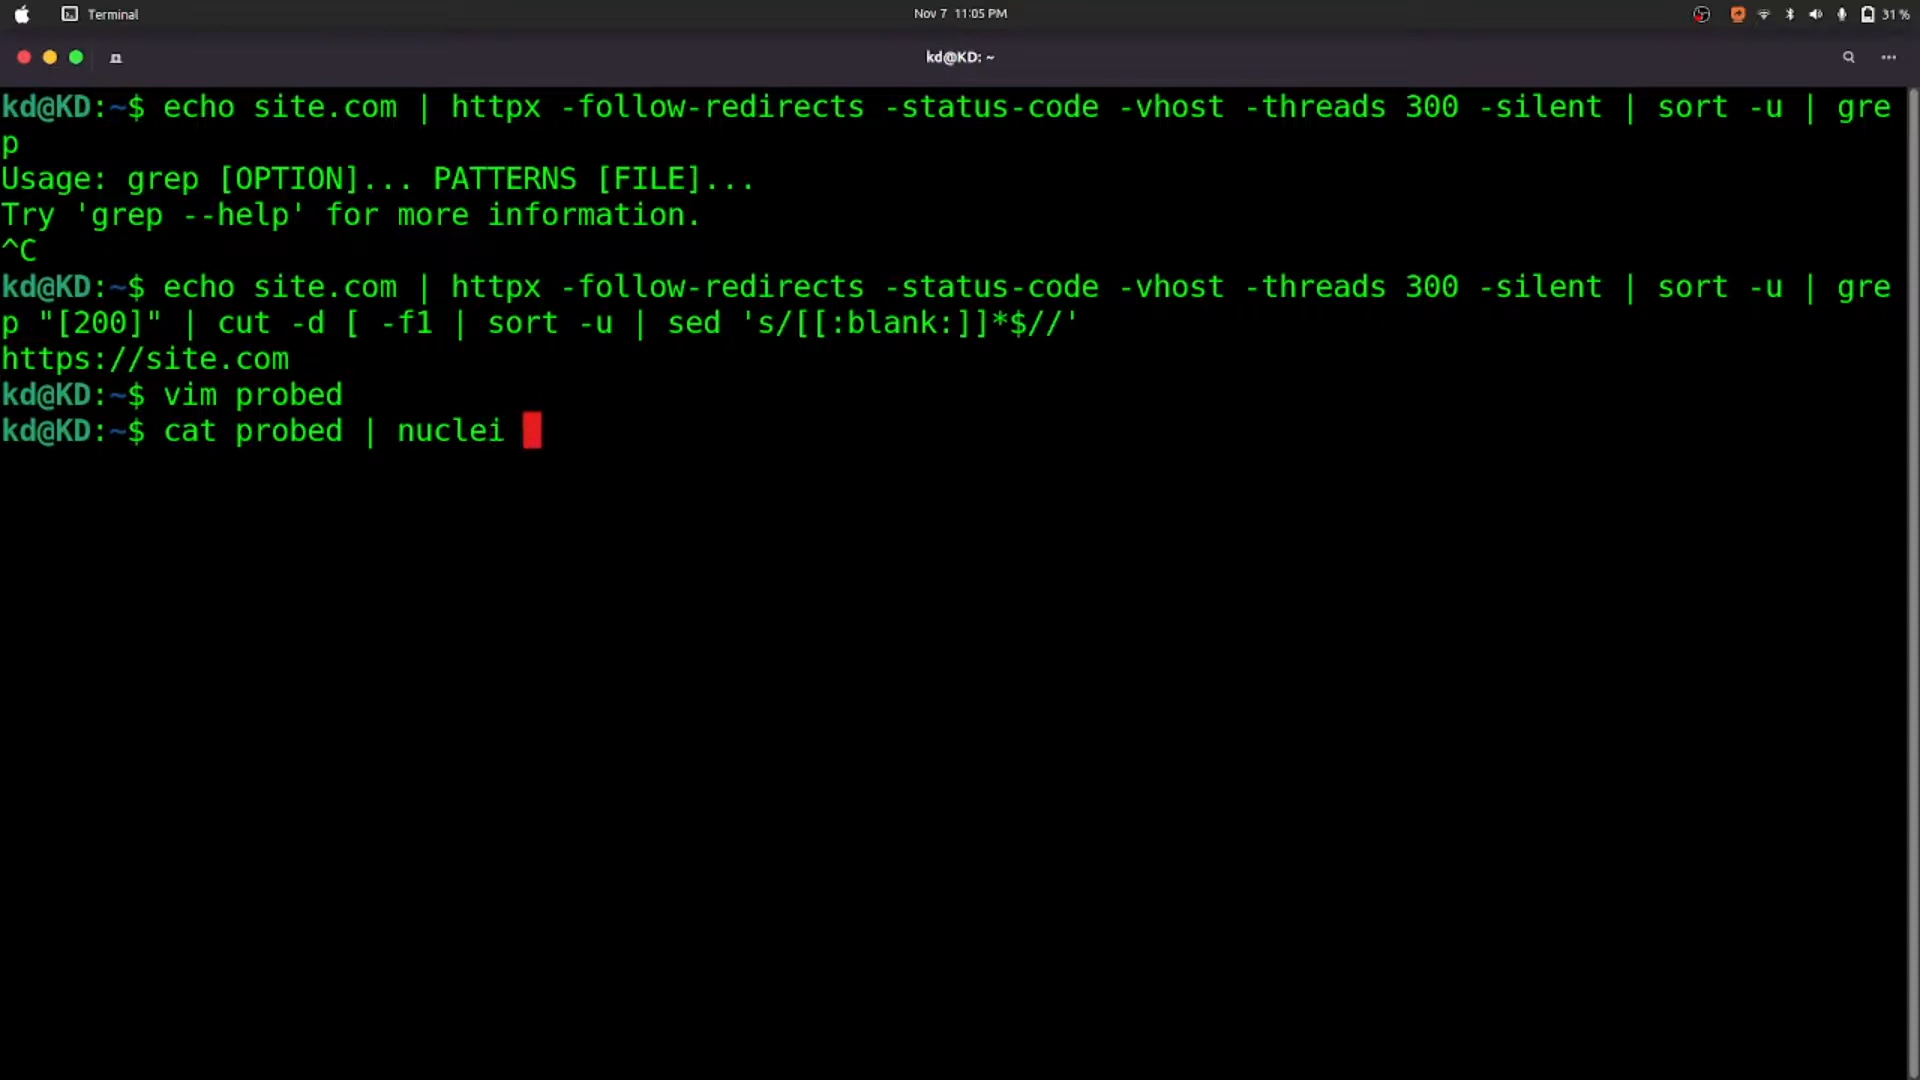 Terminal
Nov 7 11:05 PM
31 %
kd@KD: ~
kd@KD:~$ echo site.com | httpx -follow-redirects -status-code -vhost -threads 300 -silent | sort -u | gre
p
Usage: grep [OPTION]... PATTERNS [FILE]...
Try 'grep --help' for more information.
^C
kd@KD:~$ echo site.com | httpx -follow-redirects -status-code -vhost -threads 300 -silent | sort -u | gre
p "[200]" | cut -d [ -f1 | sort -u | sed 's/[[:blank:]]*$//'
https://site.com
kd@KD:~$ vim probed
kd@KD:~$ cat probed | nuclei